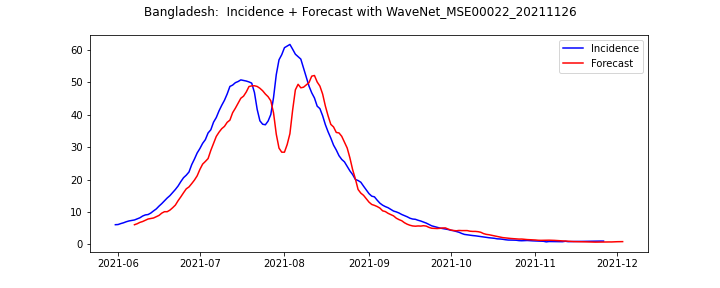 Bangladesh:  Incidence + Forecast with WaveNet_MSE00022_20211126
Incidence
Forecast
60
50
40
30
20
10
0
2021-06 2021-07 2021-08 2021-09 2021-10 2021-11 2021-12